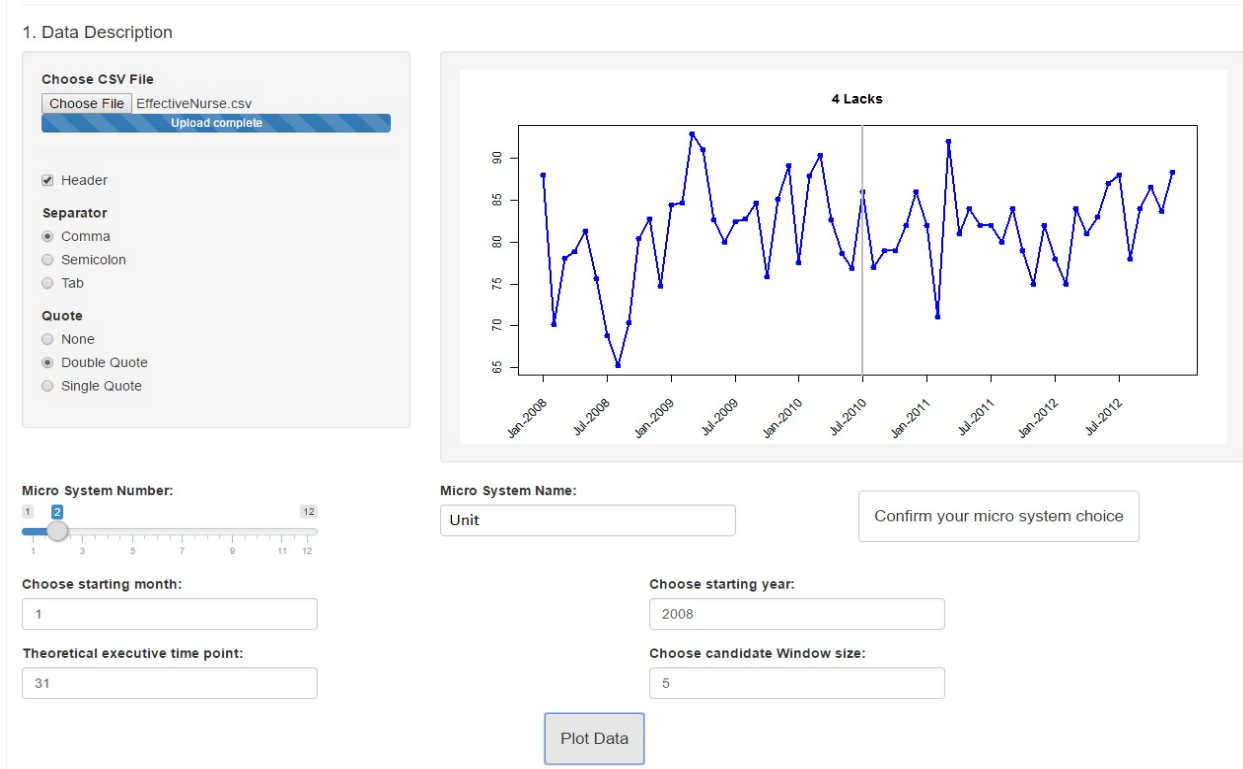 1. Data Description
Choose CSV File
Choose File EffectiveNurse.csv
Upload complete
Header
Separator
Comma
Semicolon
Tab
Quote
None
Double Quote
Single Quote
4 Lacks
90
85
80
75
70
65
Jan-2008 Jul-2008 Jan-2009 Jul-2009 Jan-2010 Jul-2010 Jan-2011 Jul-2011 Jan-2012 Jul-2012
Micro System Number:
1 2 12
1 3 5 7 9 11 12
Micro System Name:
Unit
Confirm your micro system choice
Choose starting month:
1
Choose starting year:
2008
Theoretical executive time point:
31
Choose candidate Window size:
5
Plot Data